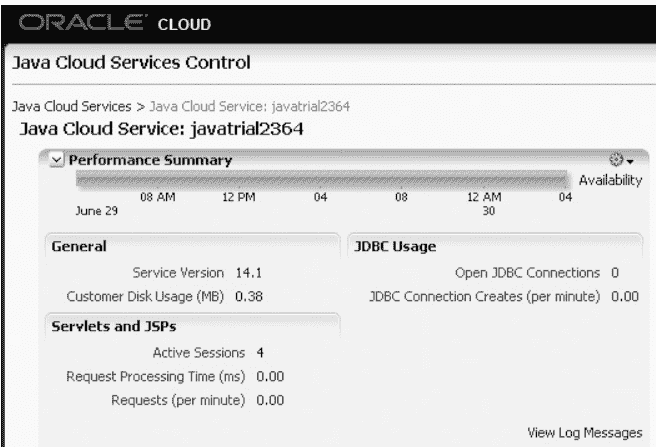 ORACLE CLOUD
Java Cloud Services Control
Java Cloud Services > Java Cloud Service: javatrial2364
Java Cloud Service: javatrial2364
Performance Summary
Availability
08 AM 12 PM 04 08 12 AM 04
June 29 30
General
Service Version 14.1
Customer Disk Usage (MB) 0.38
JDBC Usage
Open JDBC Connections 0
JDBC Connection Creates (per minute) 0.00
Servlets and JSPs
Active Sessions 4
Request Processing Time (ms) 0.00
Requests (per minute) 0.00
View Log Messages